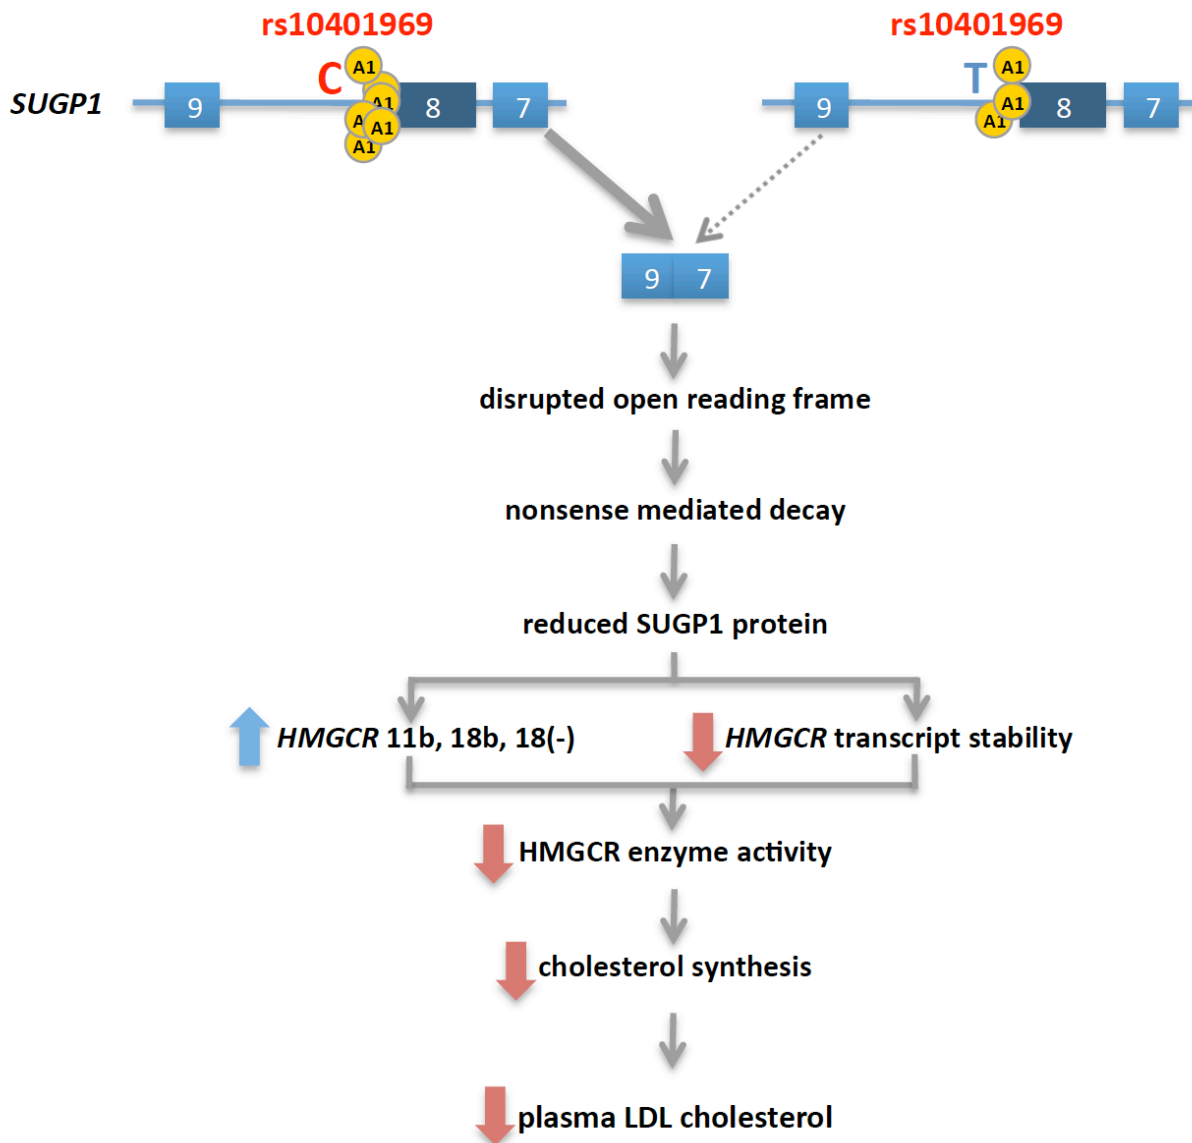 rs10401969 rs10401969
C A1 T A1
SUGP1 9 A1 8 7 9 A1 8 7
A A1 A1
A1
9 7
disrupted open reading frame
nonsense mediated decay
reduced SUGP1 protein
HMGCR 11b, 18b, 18(-) HMGCR transcript stability
HMGCR enzyme activity
cholesterol synthesis
plasma LDL cholesterol